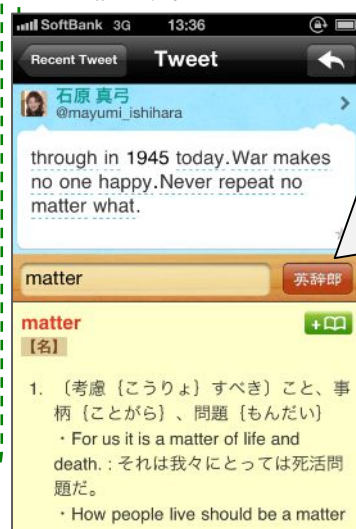 SoftBank 3G 13:36
Recent Tweet Tweet
石原 真弓
@mayumi_ishihara
through in 1945 today.War makes
no one happy.Never repeat no
matter what.
matter 英辞郎
matter
【名】
1. 〔考慮｛こうりょ｝すべき〕こと、事
柄｛ことがら｝、問題｛もんだい｝
・For us it is a matter of life and
death. : それは我々にとっては死活問
題だ。
・How people live should be a matter